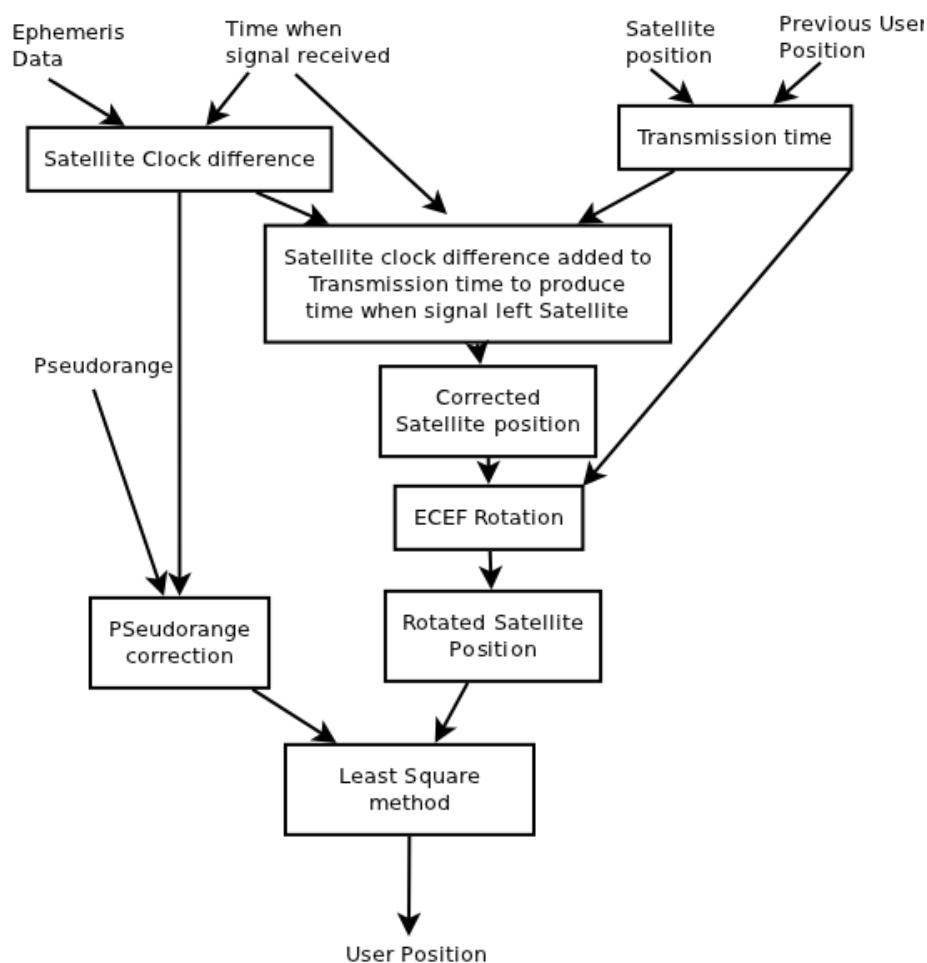 Ephemeris
Data
Time when
signal received
Satellite
position
Previous User
Position
Satellite Clock difference
Transmission time
Satellite clock difference added to
Transmission time to produce
time when signal left Satellite
Pseudorange
Corrected
Satellite position
ECEF Rotation
PSeudorange
correction
Rotated Satellite
Position
Least Square
method
User Position